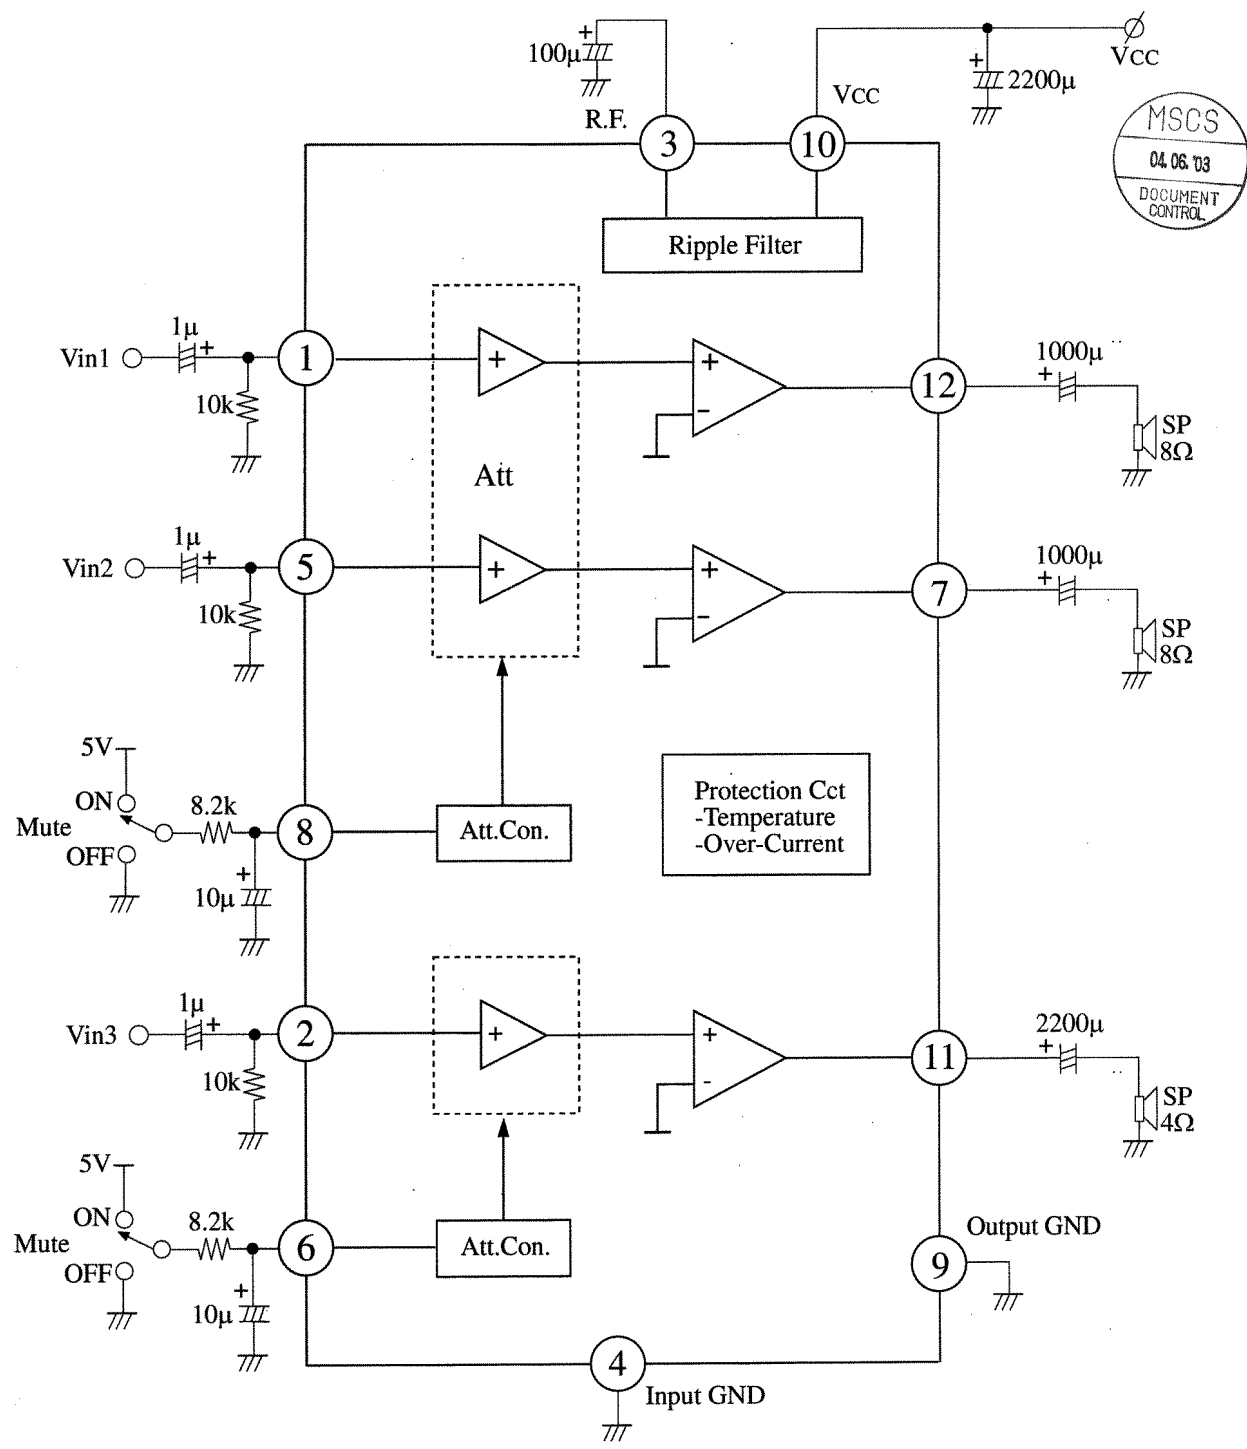 +
100μ
R.F.
3
Vcc
10
+
2200μ
Vcc
MSCS
04. 06. '03
DOCUMENT
CONTROL
Ripple Filter
Vin1
1μ
+
10k
1
+
+
-
12
1000μ
+
SP
8Ω
Att
Vin2
1μ
+
10k
5
+
+
-
7
1000μ
+
SP
8Ω
5V
ON
Mute
OFF
8.2k
+
10μ
8
Att.Con.
Protection Cct
-Temperature
-Over-Current
Vin3
1μ
+
10k
2
+
+
-
11
2200μ
+
SP
4Ω
5V
ON
Mute
OFF
8.2k
+
10μ
6
Att.Con.
Output GND
9
4
Input GND